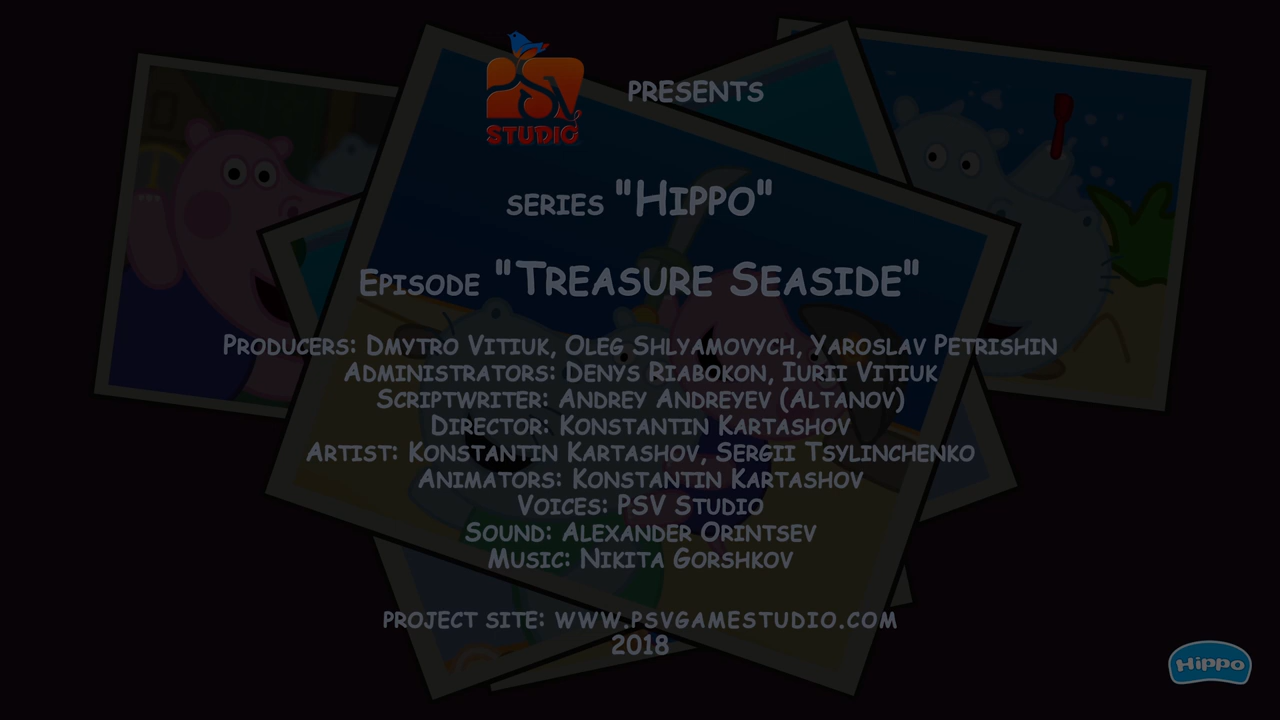 PSV
STUDIO
PRESENTS
SERIES "HIPPO"
EPISODE "TREASURE SEASIDE"
PRODUCERS: DMYTRO VITIUK, OLEG SHLYAMOVYCH, YAROSLAV PETRISHIN
ADMINISTRATORS: DENYS RIABOKON, IURII VITIUK
SCRIPTWRITER: ANDREY ANDREYEV (ALTANOV)
DIRECTOR: KONSTANTIN KARTASHOV
ARTIST: KONSTANTIN KARTASHOV, SERGII TSYLINCHENKO
ANIMATORS: KONSTANTIN KARTASHOV
VOICES: PSV STUDIO
SOUND: ALEXANDER ORINTSEV
MUSIC: NIKITA GORSHKOV
PROJECT SITE: WWW.PSVGAMESTUDIO.COM
2018
Hippo